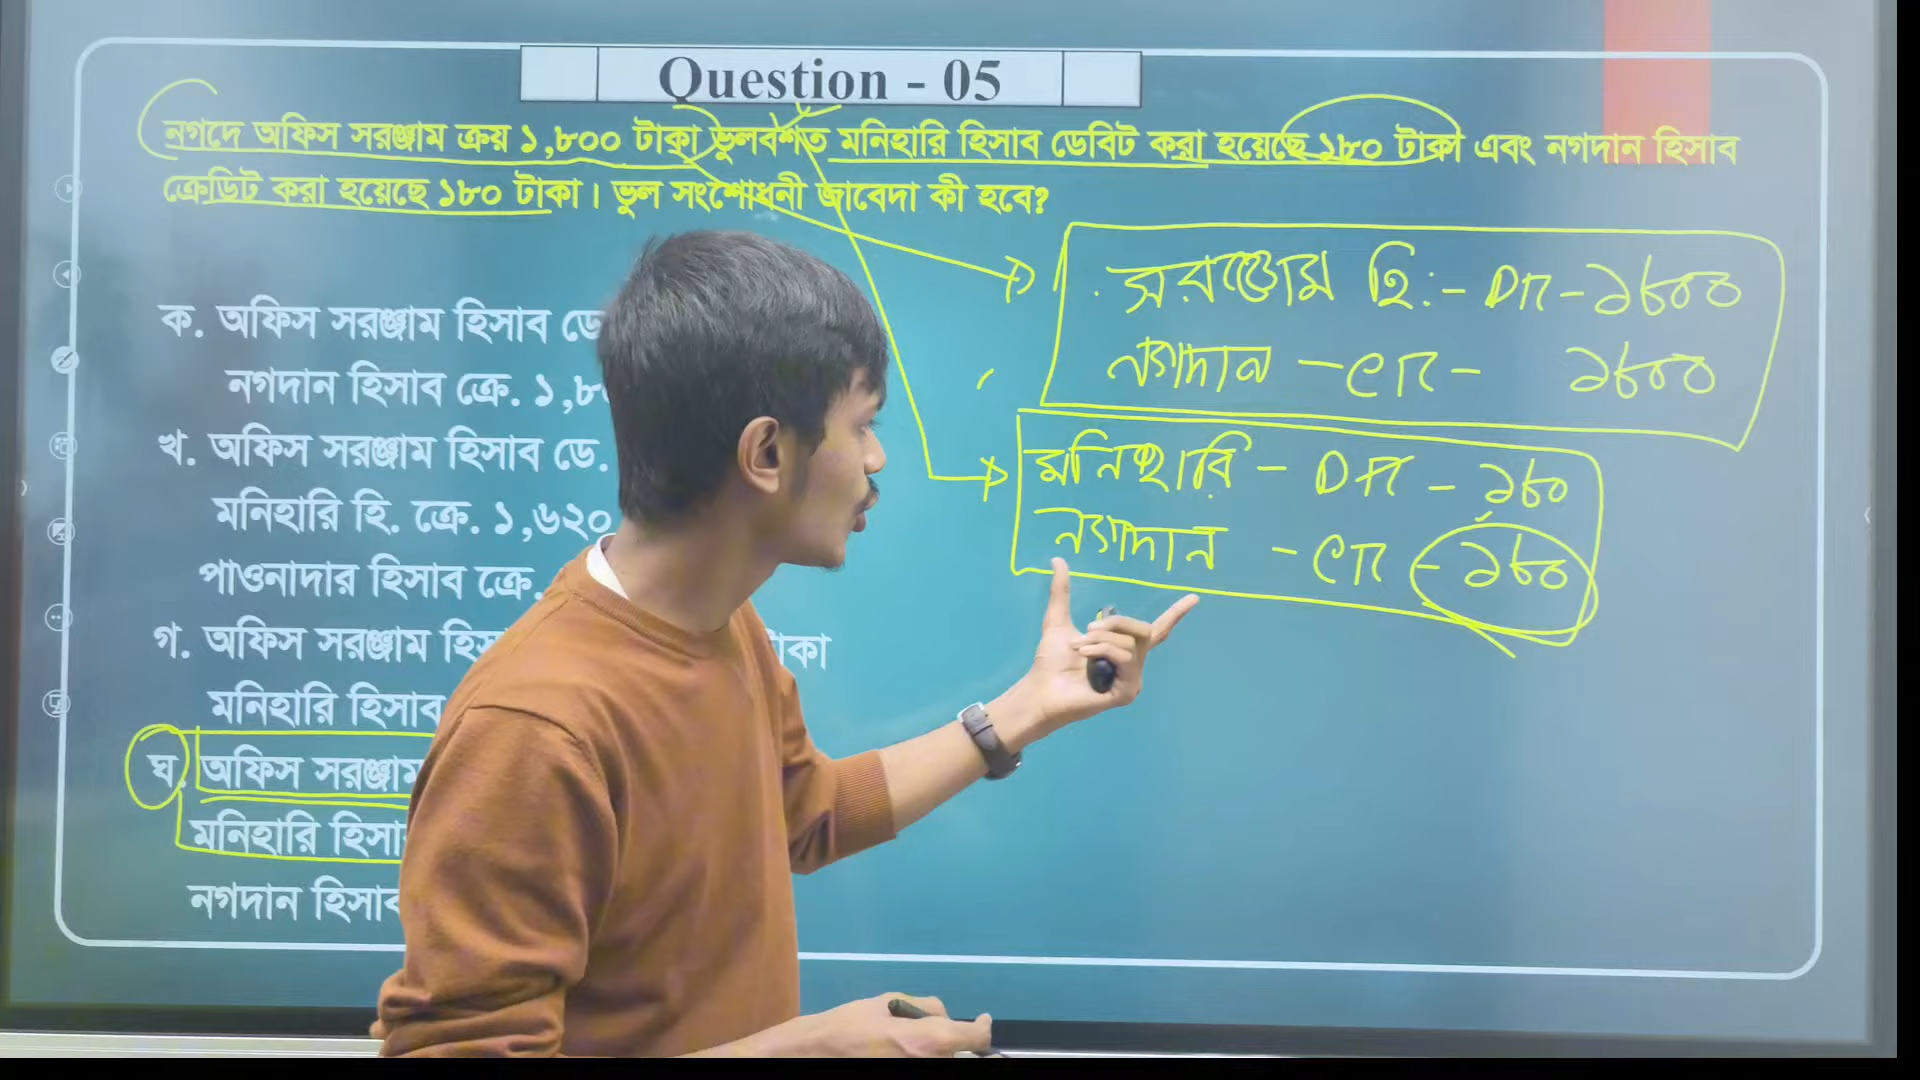 Question - 05
নগদে অফিস সরঞ্জাম ক্রয় ১,৮০০ টাকা ভুলবশত মনিহারি হিসাব ডেবিট করা হয়েছে ১৮০ টাকা এবং নগদান হিসাব
ক্রেডিট করা হয়েছে ১৮০ টাকা। ভুল সংশোধনী জাবেদা কী হবে?
ক. অফিস সরঞ্জাম হিসাব ডে
নগদান হিসাব ক্রে. ১,৮
খ. অফিস সরঞ্জাম হিসাব ডে.
মনিহারি হি. ক্রে. ১,৬২০
পাওনাদার হিসাব ক্রে.
গ. অফিস সরঞ্জাম হিস টাকা
মনিহারি হিসাব
ঘ. অফিস সরঞ্জাম
মনিহারি হিসা
নগদান হিসাব
সরঞ্জাম হি:- Dr - ১৮০০
নগদান - Cr - ১৮০০
মনিহারি - Dr - ১৮০
নগদান - Cr - ১৮০